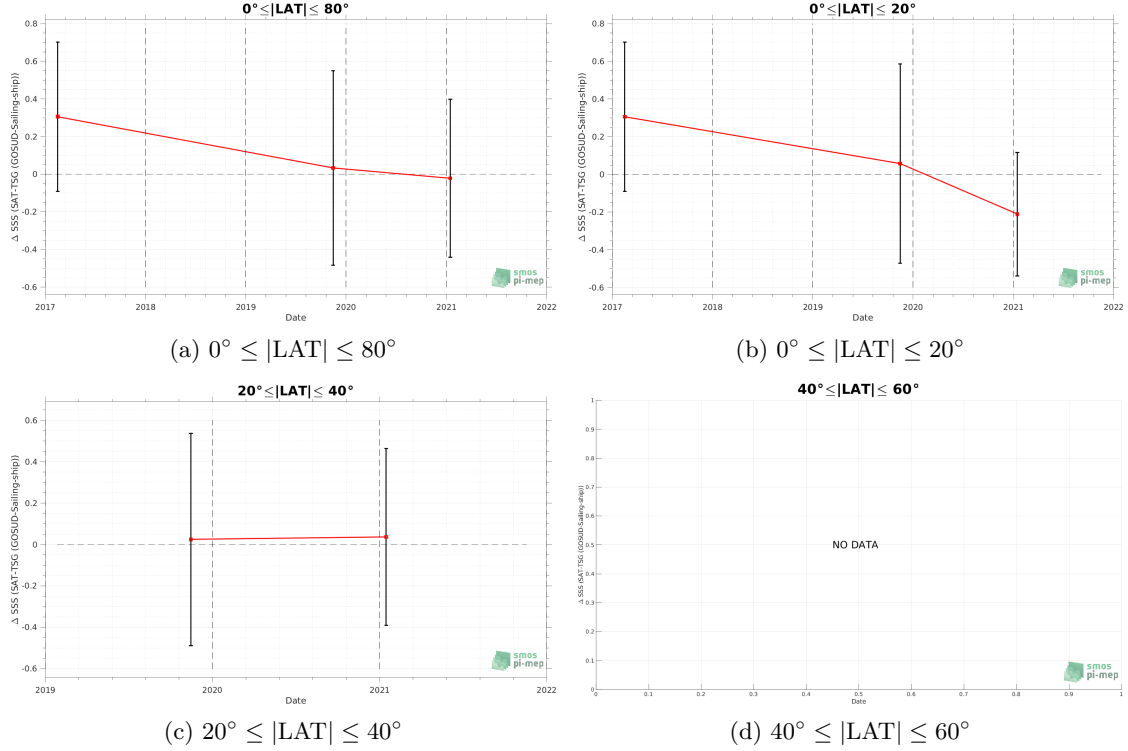 0°≤|LAT|≤ 80°
Δ SSS (SAT-TSG (GOSUD-Sailing-ship))
0.8
0.6
0.4
0.2
0
-0.2
-0.4
-0.6
2017 2018 2019 2020 2021 2022
Date
smos
pi-mep
(a) 0° ≤ |LAT| ≤ 80°
0°≤|LAT|≤ 20°
Δ SSS (SAT-TSG (GOSUD-Sailing-ship))
0.8
0.6
0.4
0.2
0
-0.2
-0.4
-0.6
2017 2018 2019 2020 2021 2022
Date
smos
pi-mep
(b) 0° ≤ |LAT| ≤ 20°
20°≤|LAT|≤ 40°
Δ SSS (SAT-TSG (GOSUD-Sailing-ship))
0.6
0.4
0.2
0
-0.2
-0.4
-0.6
2019 2020 2021 2022
Date
smos
pi-mep
(c) 20° ≤ |LAT| ≤ 40°
40°≤|LAT|≤ 60°
Δ SSS (SAT-TSG (GOSUD-Sailing-ship))
1
0.9
0.8
0.7
0.6
0.5
0.4
0.3
0.2
0.1
0
NO DATA
0 0.1 0.2 0.3 0.4 0.5 0.6 0.7 0.8 0.9 1
Date
smos
pi-mep
(d) 40° ≤ |LAT| ≤ 60°